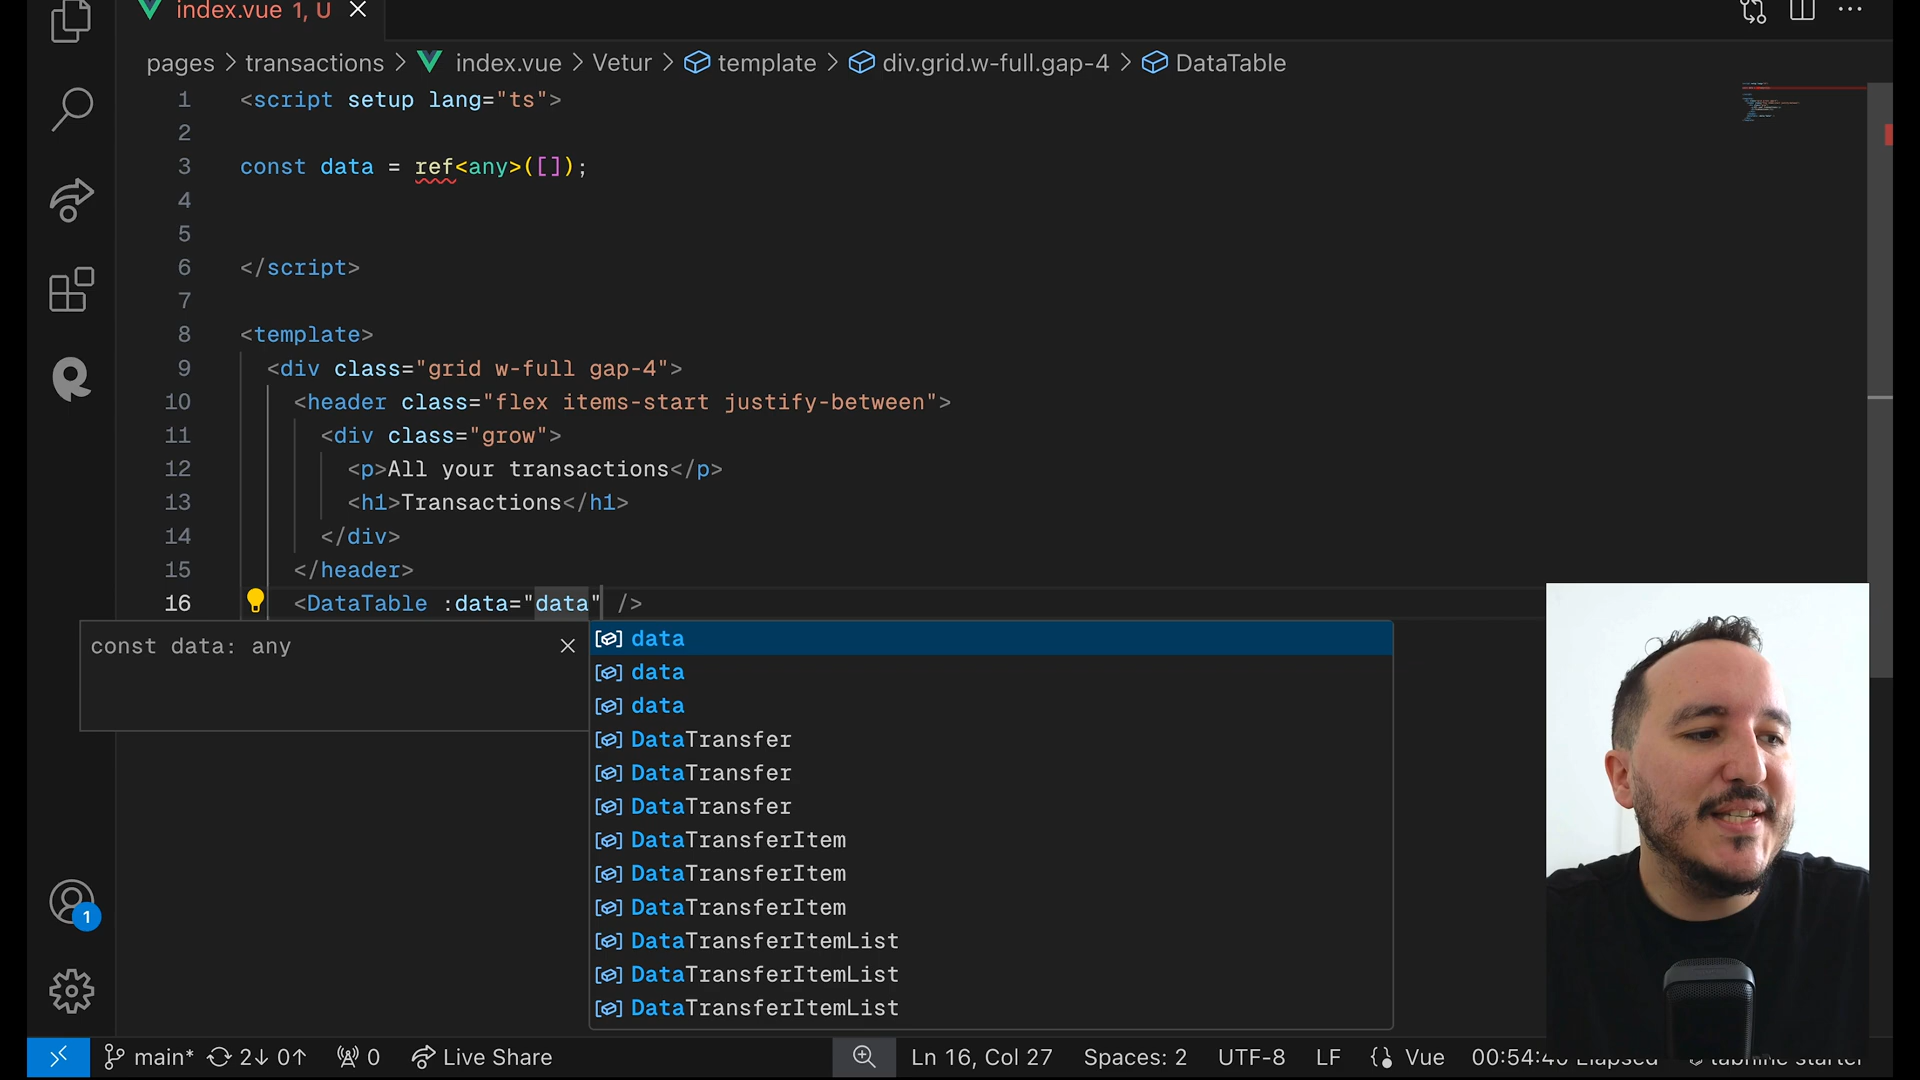 index.vue 1, U
pages > transactions > index.vue > Vetur > template > div.grid.w-full.gap-4 > DataTable
1 <script setup lang="ts">
2
3 const data = ref<any>([]);
4
5
6 </script>
7
8 <template>
9 <div class="grid w-full gap-4">
10 <header class="flex items-start justify-between">
11 <div class="grow">
12 <p>All your transactions</p>
13 <h1>Transactions</h1>
14 </div>
15 </header>
16 <DataTable :data="data" />
const data: any
data
data
data
DataTransfer
DataTransfer
DataTransfer
DataTransferItem
DataTransferItem
DataTransferItem
DataTransferItemList
DataTransferItemList
DataTransferItemList
1
main* 2↓ 0↑ 0 Live Share Ln 16, Col 27 Spaces: 2 UTF-8 LF Vue Elapsed tabnine starter